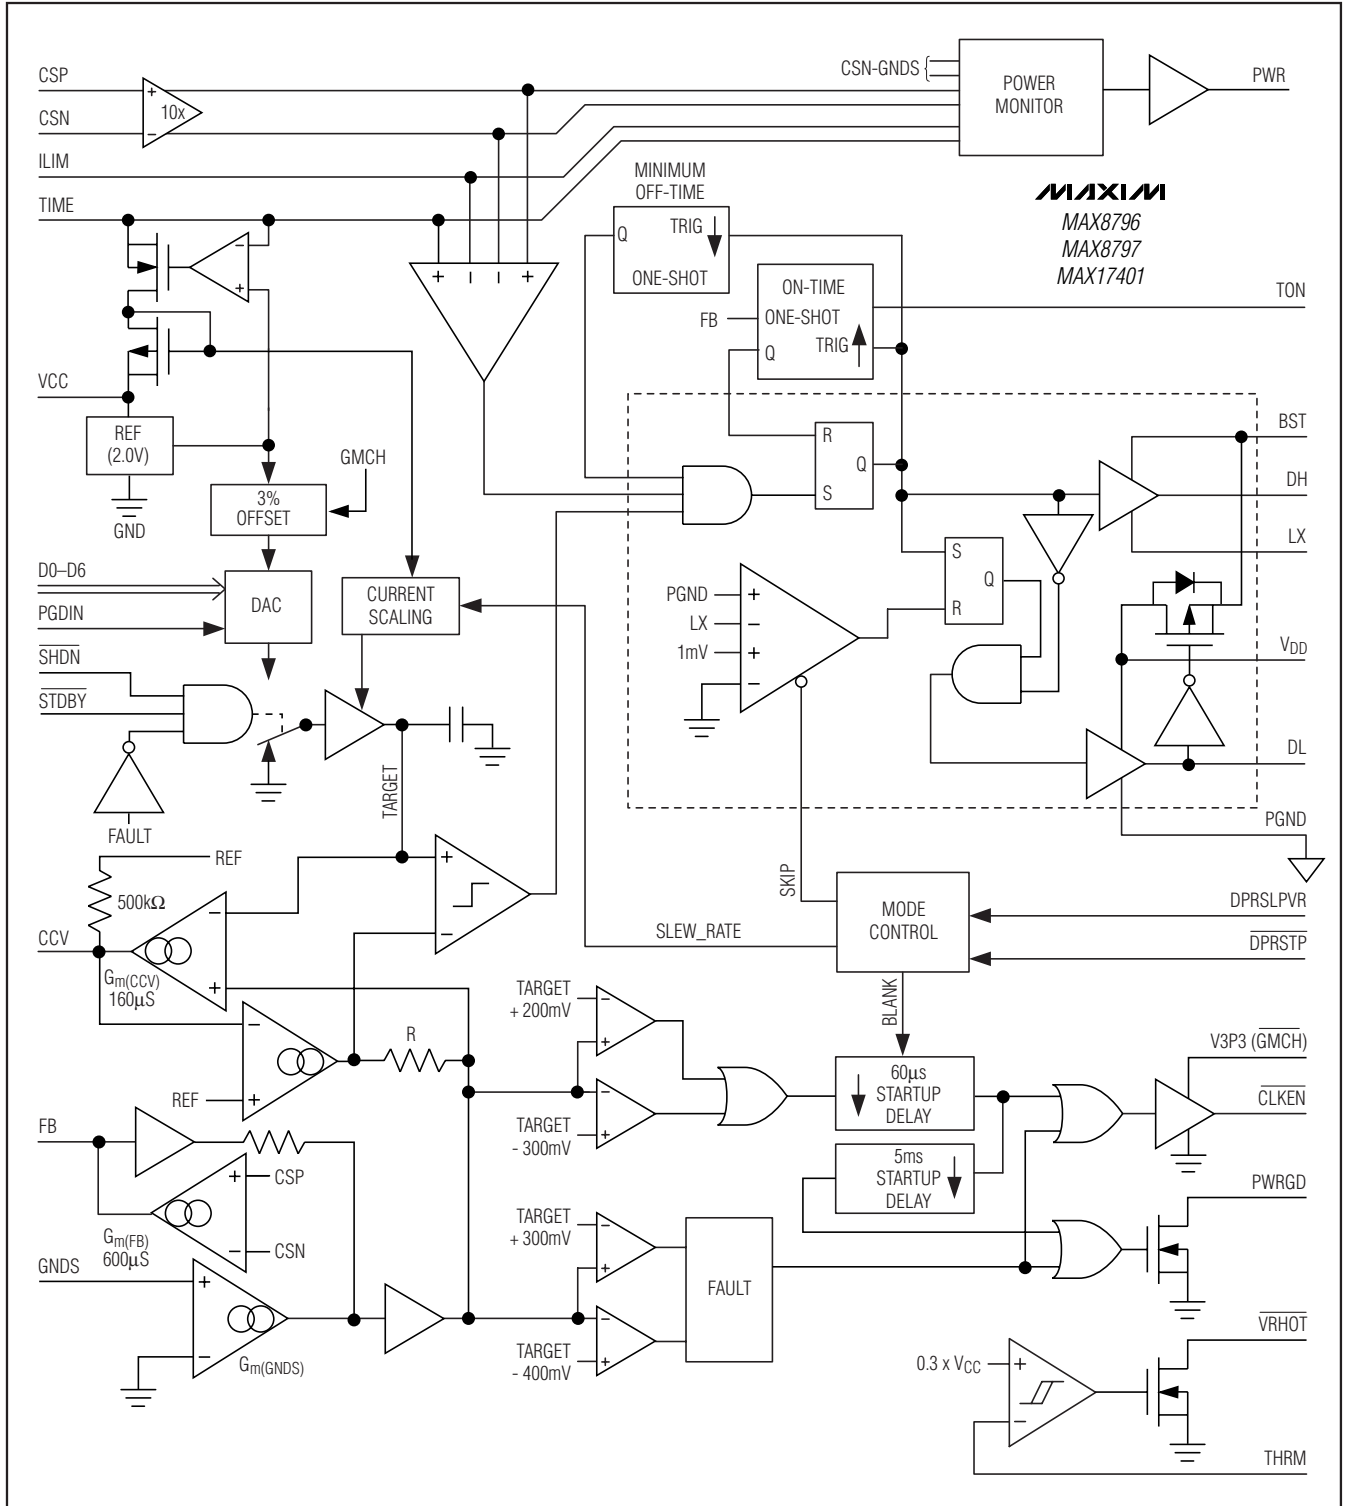 CSP
CSN
ILIM
TIME
+
10x
−
CSN-GNDS {
POWER
MONITOR
PWR
MAXIM
MAX8796
MAX8797
MAX17401
MINIMUM
OFF-TIME
Q
TRIG
ONE-SHOT
ON-TIME
FB
ONE-SHOT
Q
TRIG
TON
−
+
+ − − +
VCC
REF
(2.0V)
GND
GMCH
3%
OFFSET
D0–D6
PGDIN
DAC
CURRENT
SCALING
SHDN
STDBY
FAULT
TARGET
R
Q
S
S
Q
R
PGND
+
LX
−
1mV
+
−
BST
DH
LX
VDD
DL
PGND
REF
500kΩ
CCV
−
+
Gm(CCV)
160µS
+
−
SKIP
SLEW_RATE
MODE
CONTROL
BLANK
DPRSLPVR
DPRSTP
−
REF
+
R
TARGET
+ 200mV
−
+
TARGET
- 300mV
−
+
60µs
STARTUP
DELAY
5ms
STARTUP
DELAY
V3P3 (GMCH)
CLKEN
PWRGD
FB
+
CSP
−
CSN
Gm(FB)
600µS
GNDS
+
−
Gm(GNDS)
TARGET
+ 300mV
−
+
TARGET
- 400mV
−
+
FAULT
VRHOT
0.3 x VCC
+
−
THRM